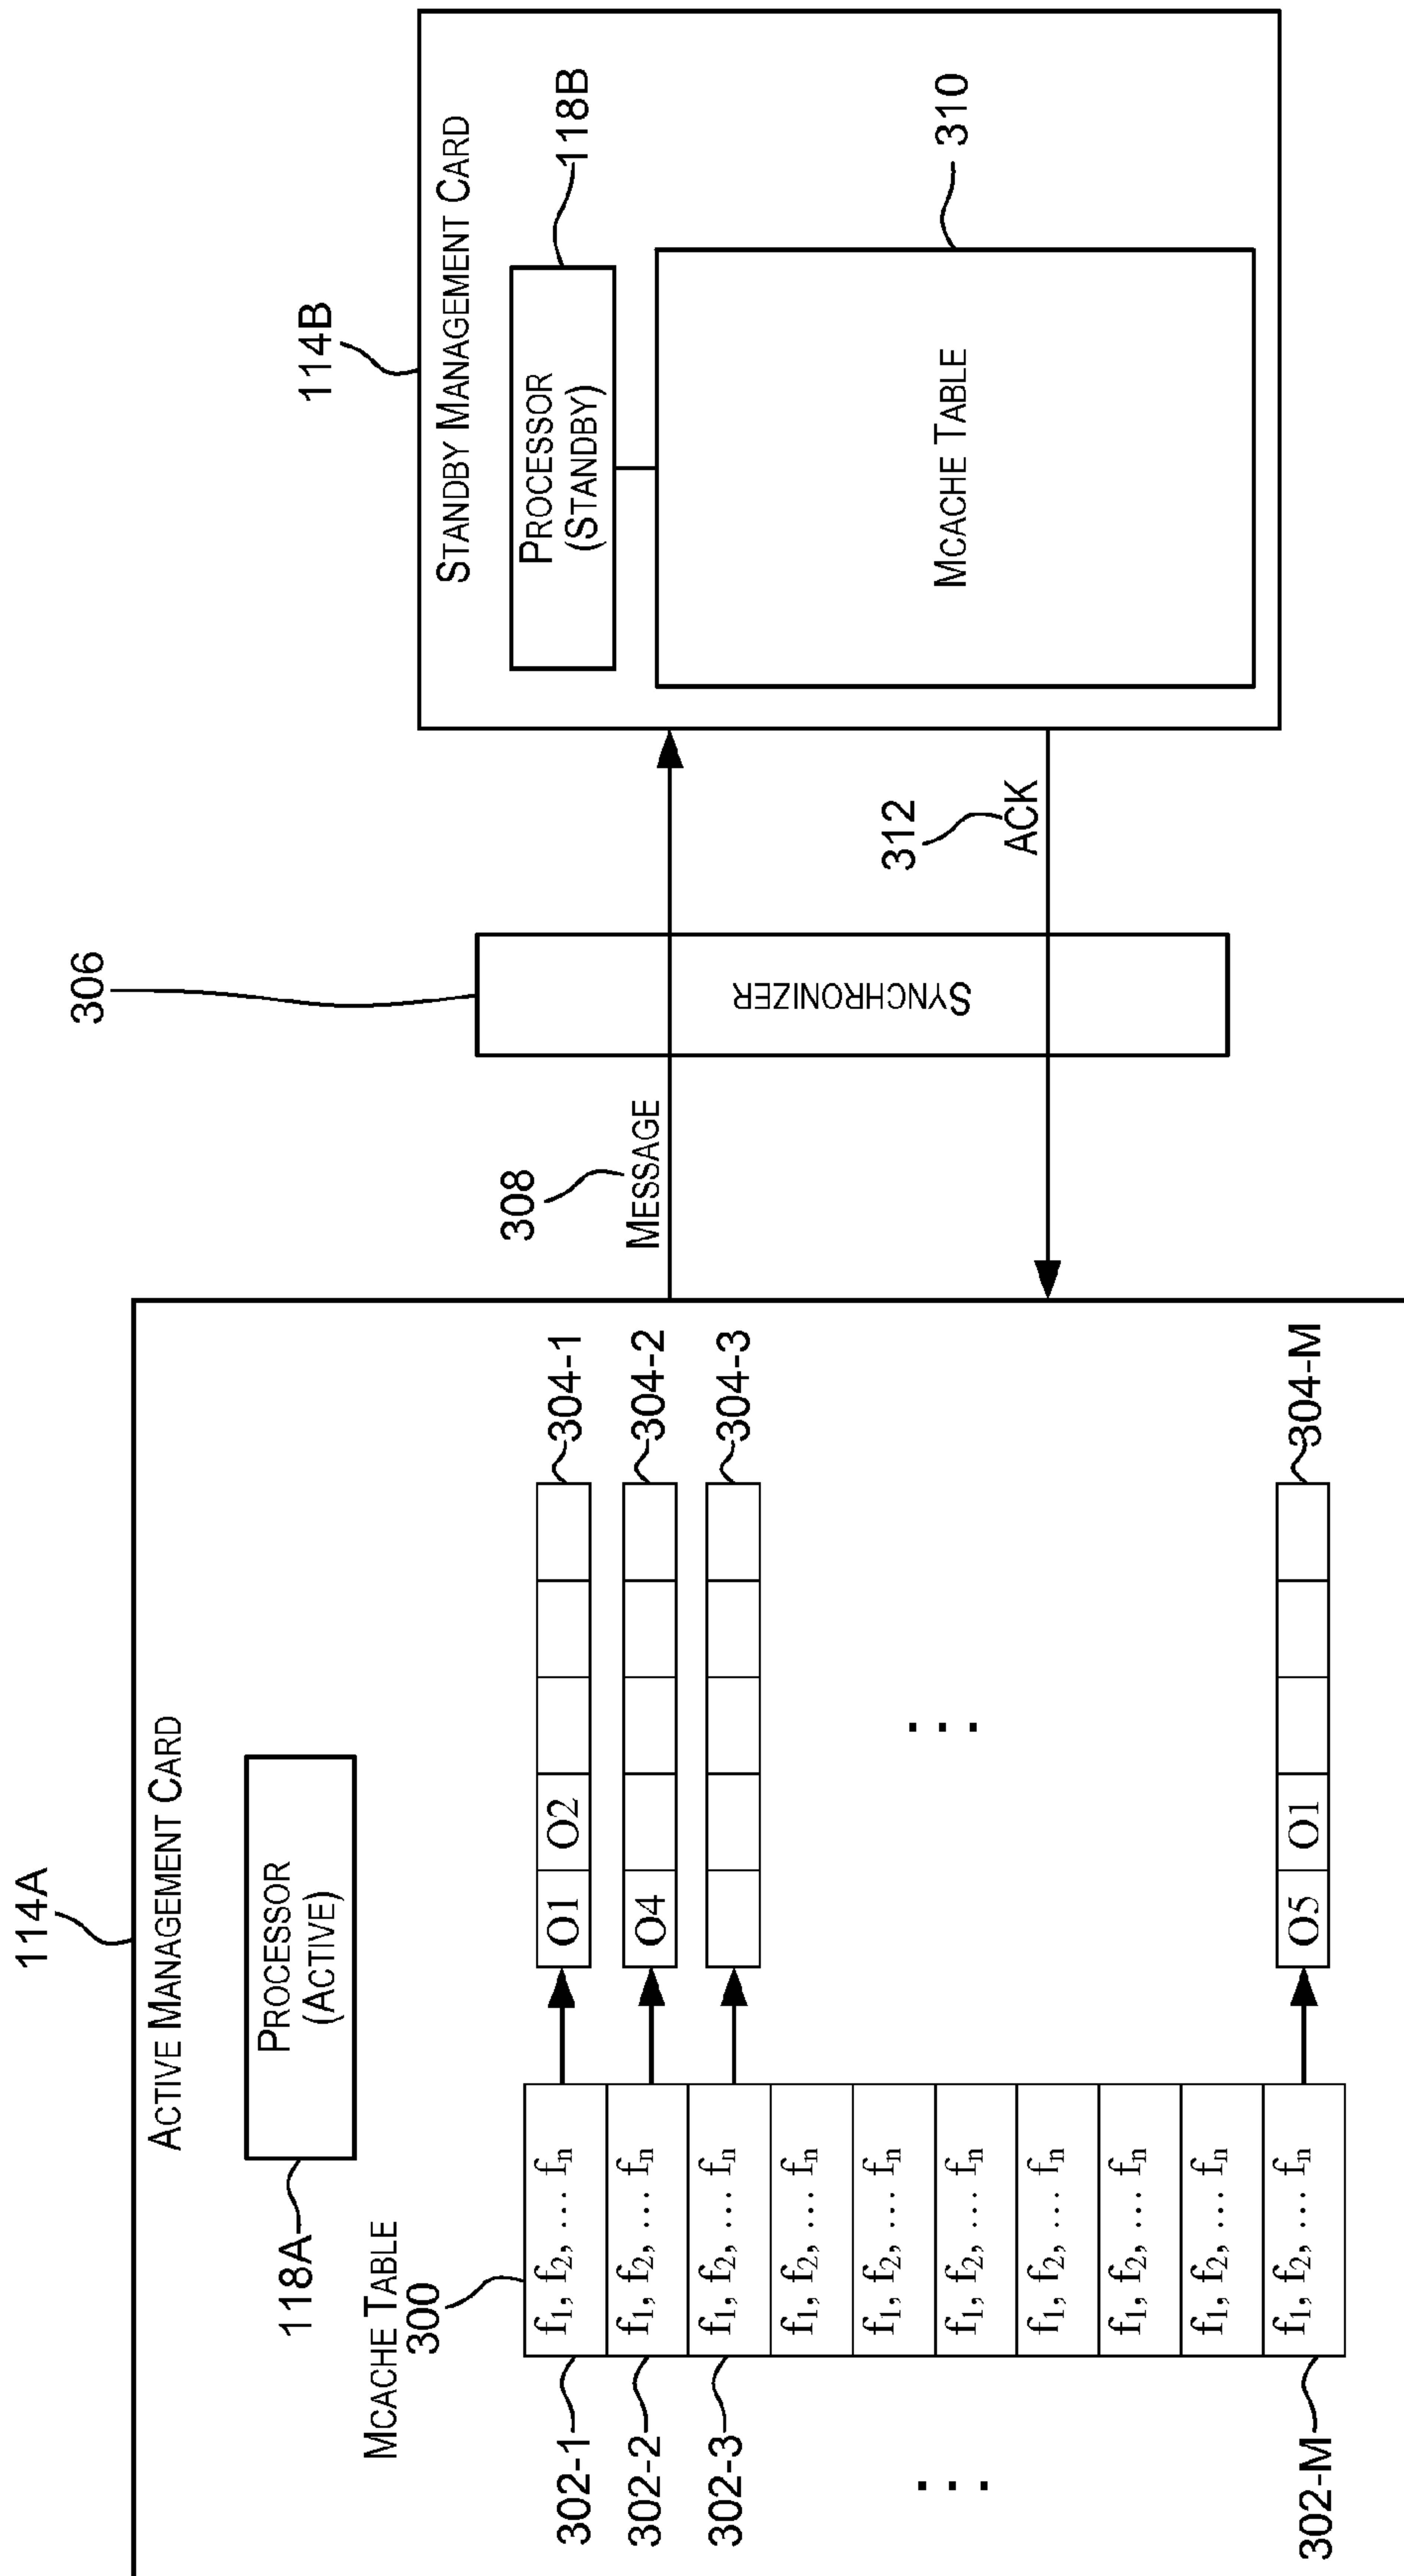 114A
ACTIVE MANAGEMENT CARD
PROCESSOR
(ACTIVE)
118A
MCACHE TABLE
300
302-1
f1, f2, … fn
O1 O2
304-1
302-2
f1, f2, … fn
O4
304-2
302-3
f1, f2, … fn
304-3
f1, f2, … fn
f1, f2, … fn
f1, f2, … fn
f1, f2, … fn
f1, f2, … fn
f1, f2, … fn
...
...
302-M
f1, f2, … fn
O5 O1
304-M
306
SYNCHRONIZER
308
MESSAGE
312
ACK
114B
STANDBY MANAGEMENT CARD
PROCESSOR
(STANDBY)
118B
MCACHE TABLE
310